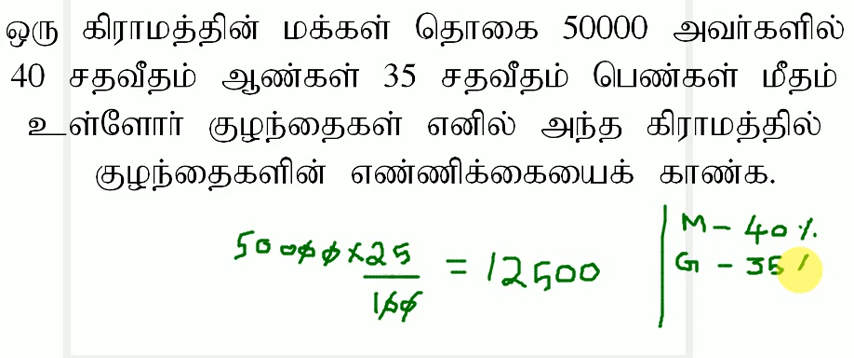 ஒரு கிராமத்தின் மக்கள் தொகை 50000 அவர்களில்
40 சதவீதம் ஆண்கள் 35 சதவீதம் பெண்கள் மீதம்
உள்ளோர் குழந்தைகள் எனில் அந்த கிராமத்தில்
குழந்தைகளின் எண்ணிக்கையைக் காண்க.
M - 40 %
G - 35 %
50000 × 25
100
= 12500